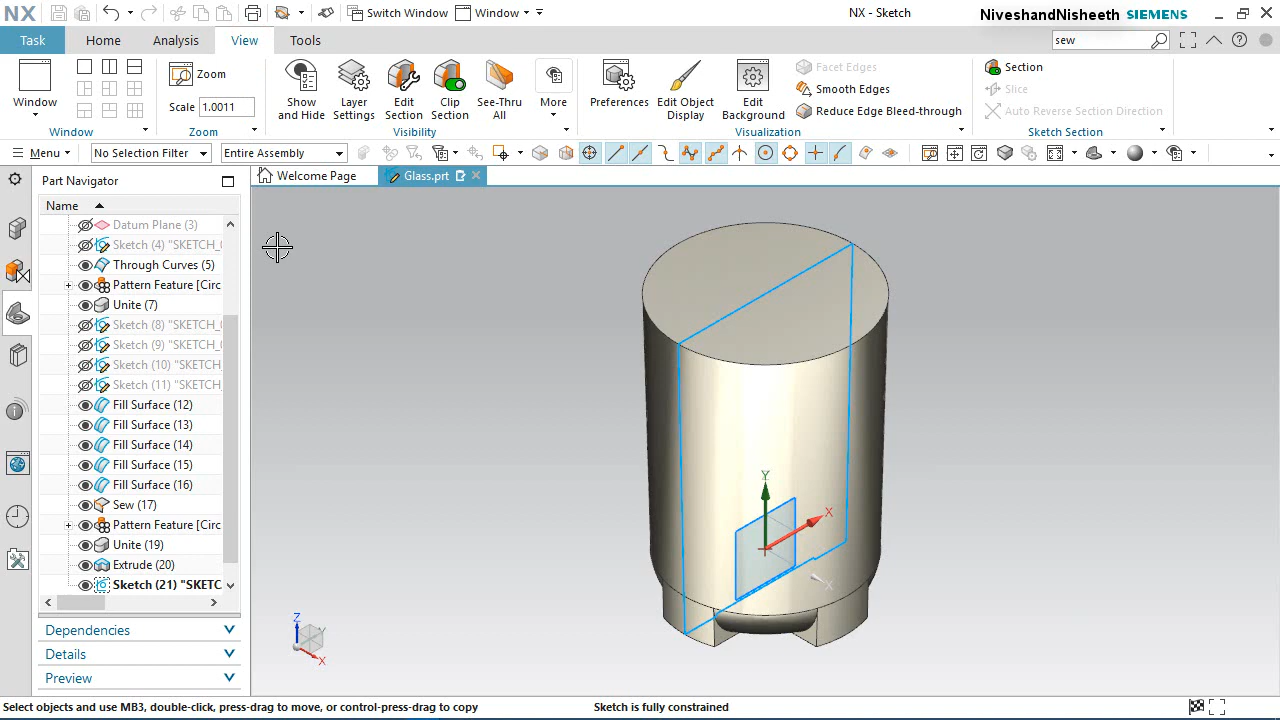 NX Switch Window Window NX - Sketch NiveshandNisheeth SIEMENS
Task Home Analysis View Tools sew
Window Zoom Scale 1.0011 Show and Hide Layer Settings Edit Section Clip Section See-Thru All More Preferences Edit Object Display Edit Background Facet Edges Smooth Edges Reduce Edge Bleed-through Section Slice Auto Reverse Section Direction
Window Zoom Visibility Visualization Sketch Section
Menu No Selection Filter Entire Assembly
Part Navigator Welcome Page Glass.prt
Name
Datum Plane (3)
Sketch (4) "SKETCH_
Through Curves (5)
Pattern Feature [Circ
Unite (7)
Sketch (8) "SKETCH_
Sketch (9) "SKETCH_
Sketch (10) "SKETCH_
Sketch (11) "SKETCH_
Fill Surface (12)
Fill Surface (13)
Fill Surface (14)
Fill Surface (15)
Fill Surface (16)
Sew (17)
Pattern Feature [Circ
Unite (19)
Extrude (20)
Sketch (21) "SKETC
Y
X
X
Z
Y
X
Dependencies
Details
Preview
Select objects and use MB3, double-click, press-drag to move, or control-press-drag to copy Sketch is fully constrained